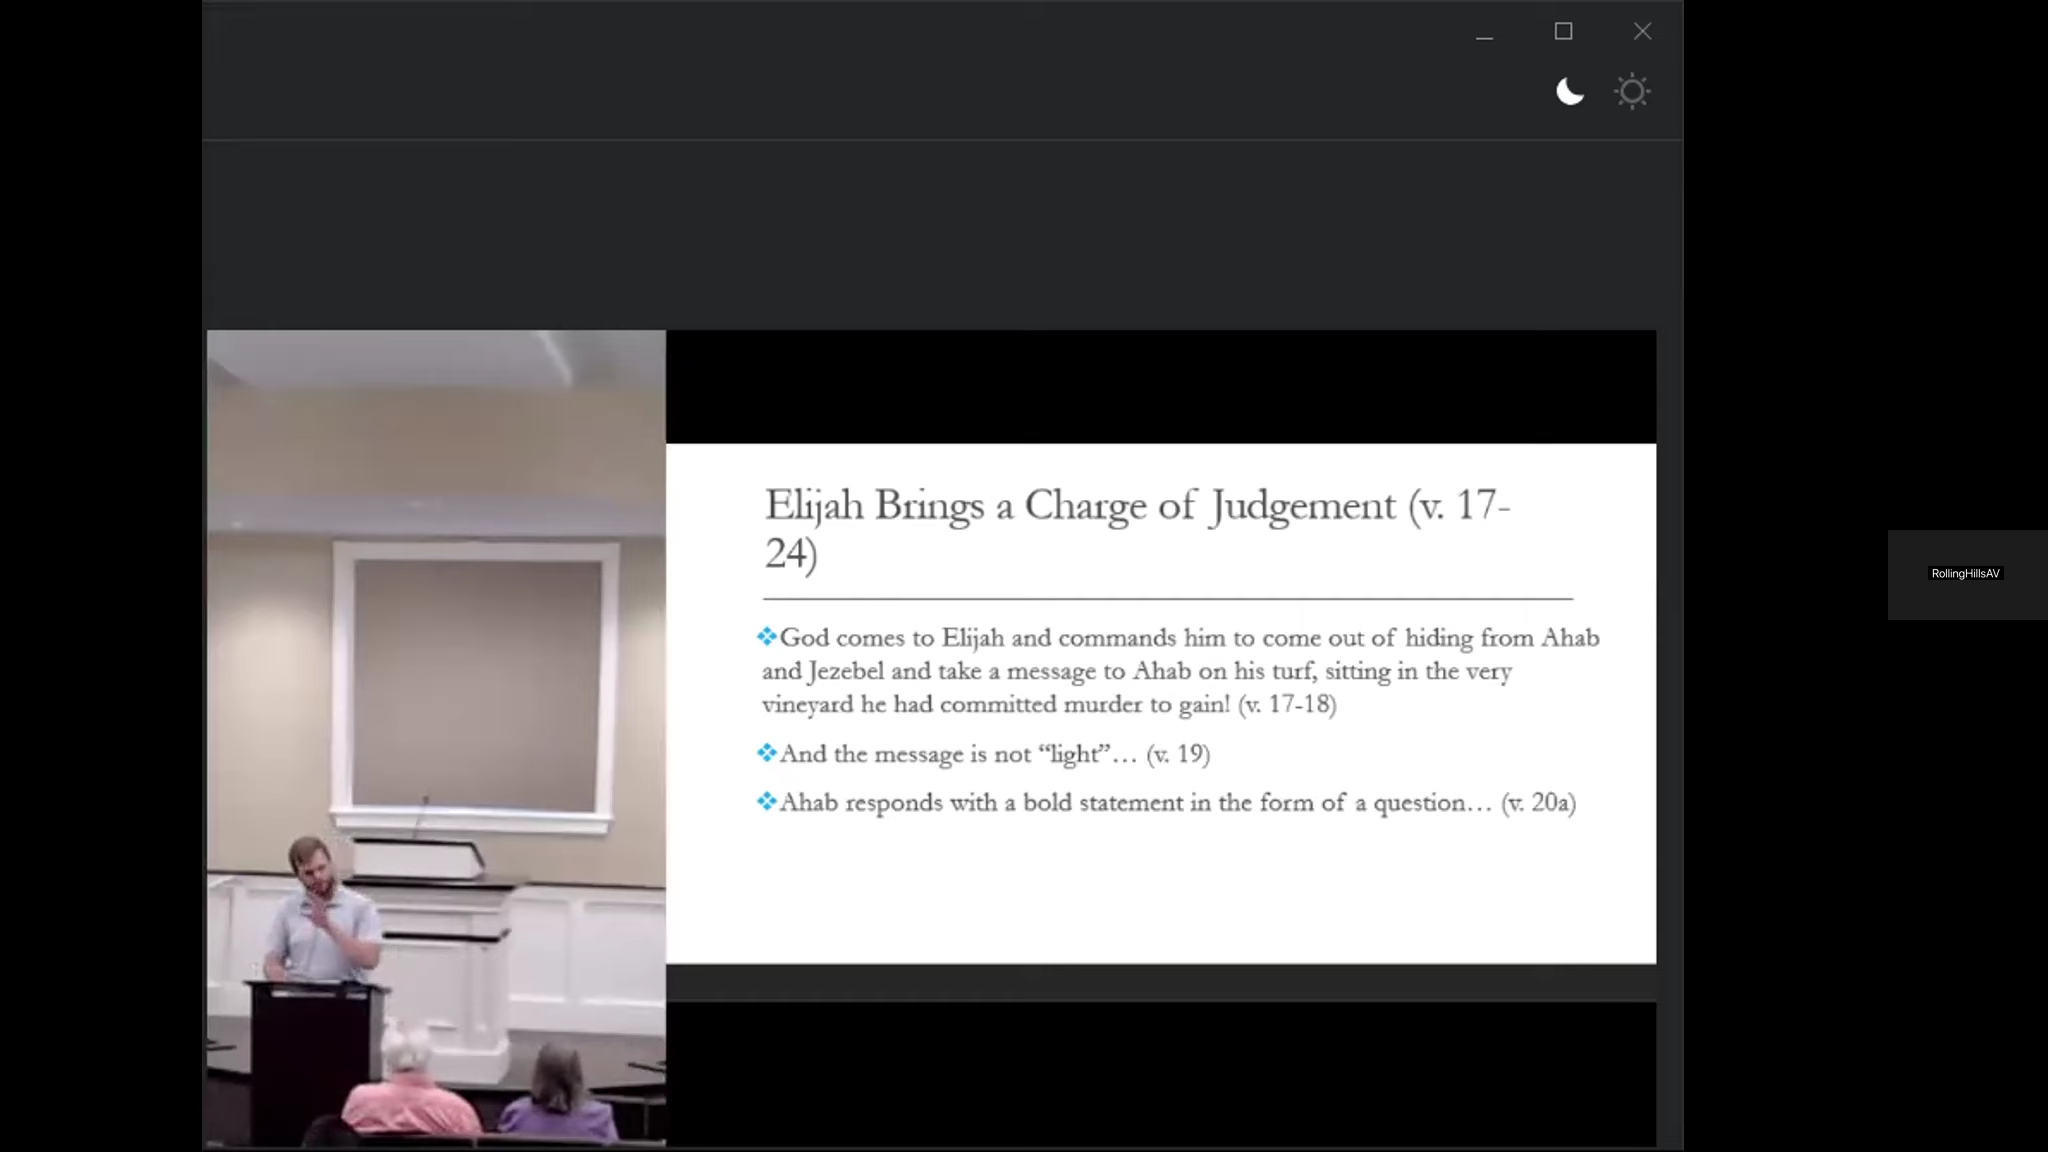 Elijah Brings a Charge of Judgement (v. 17-
24)
God comes to Elijah and commands him to come out of hiding from Ahab
and Jezebel and take a message to Ahab on his turf, sitting in the very
vineyard he had committed murder to gain! (v. 17-18)
And the message is not “light”… (v. 19)
Ahab responds with a bold statement in the form of a question… (v. 20a)
RollingHillsAV